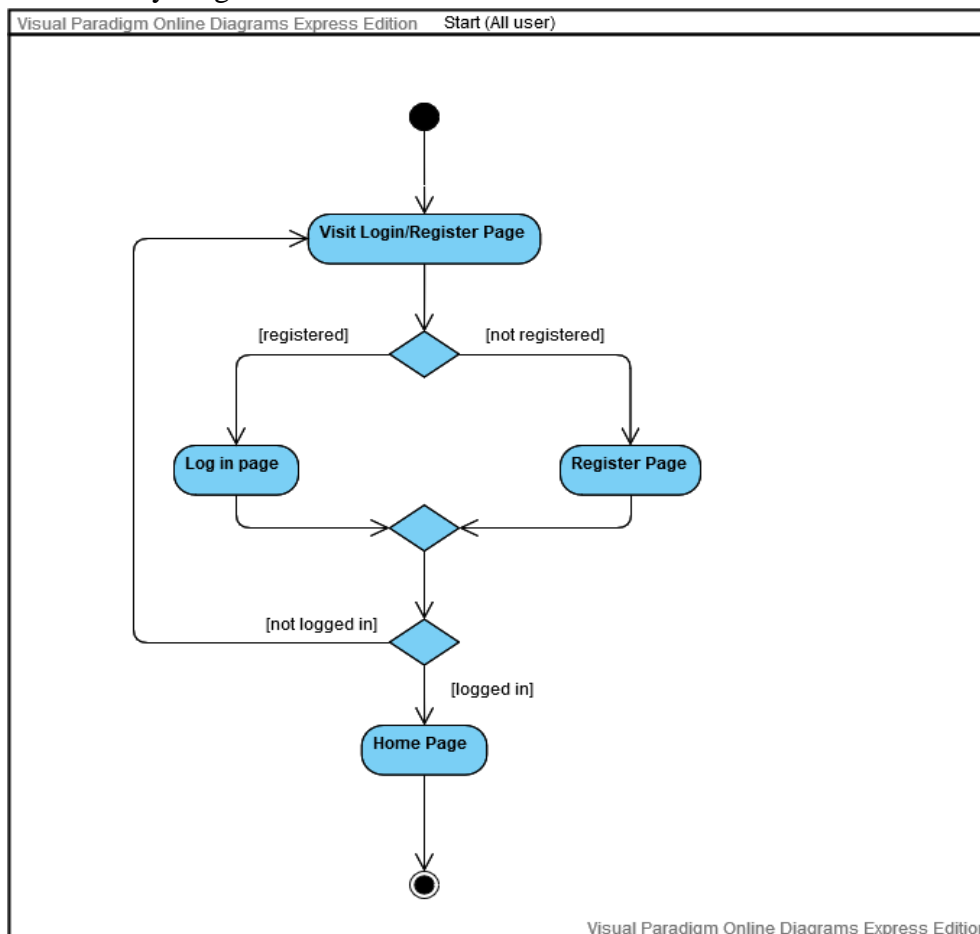 Visual Paradigm Online Diagrams Express Edition Start (All user)
Visit Login/Register Page
[registered] [not registered]
Log in page Register Page
[not logged in]
[logged in]
Home Page
Visual Paradigm Online Diagrams Express Edition